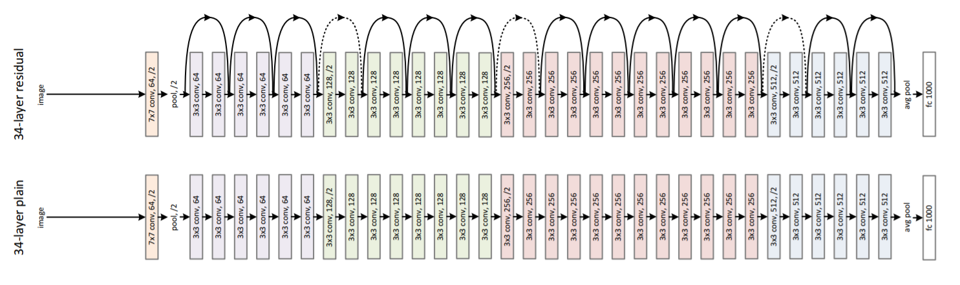 34-layer residual
image
7x7 conv, 64, /2
pool, /2
3x3 conv, 64
3x3 conv, 64
3x3 conv, 64
3x3 conv, 64
3x3 conv, 64
3x3 conv, 64
3x3 conv, 128, /2
3x3 conv, 128
3x3 conv, 128
3x3 conv, 128
3x3 conv, 128
3x3 conv, 128
3x3 conv, 128
3x3 conv, 128
3x3 conv, 256, /2
3x3 conv, 256
3x3 conv, 256
3x3 conv, 256
3x3 conv, 256
3x3 conv, 256
3x3 conv, 256
3x3 conv, 256
3x3 conv, 256
3x3 conv, 256
3x3 conv, 256
3x3 conv, 256
3x3 conv, 512, /2
3x3 conv, 512
3x3 conv, 512
3x3 conv, 512
3x3 conv, 512
3x3 conv, 512
avg pool
fc 1000
34-layer plain
image
7x7 conv, 64, /2
pool, /2
3x3 conv, 64
3x3 conv, 64
3x3 conv, 64
3x3 conv, 64
3x3 conv, 64
3x3 conv, 64
3x3 conv, 128, /2
3x3 conv, 128
3x3 conv, 128
3x3 conv, 128
3x3 conv, 128
3x3 conv, 128
3x3 conv, 128
3x3 conv, 128
3x3 conv, 256, /2
3x3 conv, 256
3x3 conv, 256
3x3 conv, 256
3x3 conv, 256
3x3 conv, 256
3x3 conv, 256
3x3 conv, 256
3x3 conv, 256
3x3 conv, 256
3x3 conv, 256
3x3 conv, 256
3x3 conv, 512, /2
3x3 conv, 512
3x3 conv, 512
3x3 conv, 512
3x3 conv, 512
3x3 conv, 512
avg pool
fc 1000